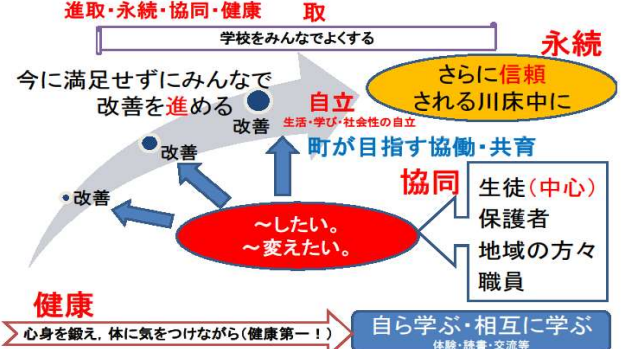 進取・永続・協同・健康
取
学校をみんなでよくする
永続
今に満足せずにみんなで
改善を進める
さらに信頼
される川床中に
自立
生活・学び・社会性の自立
改善
改善
改善
町が目指す協働・共育
協同
生徒(中心)
保護者
地域の方々
職員
～したい。
～変えたい。
健康
心身を鍛え，体に気をつけながら(健康第一！)
自ら学ぶ・相互に学ぶ
体験・読書・交流等